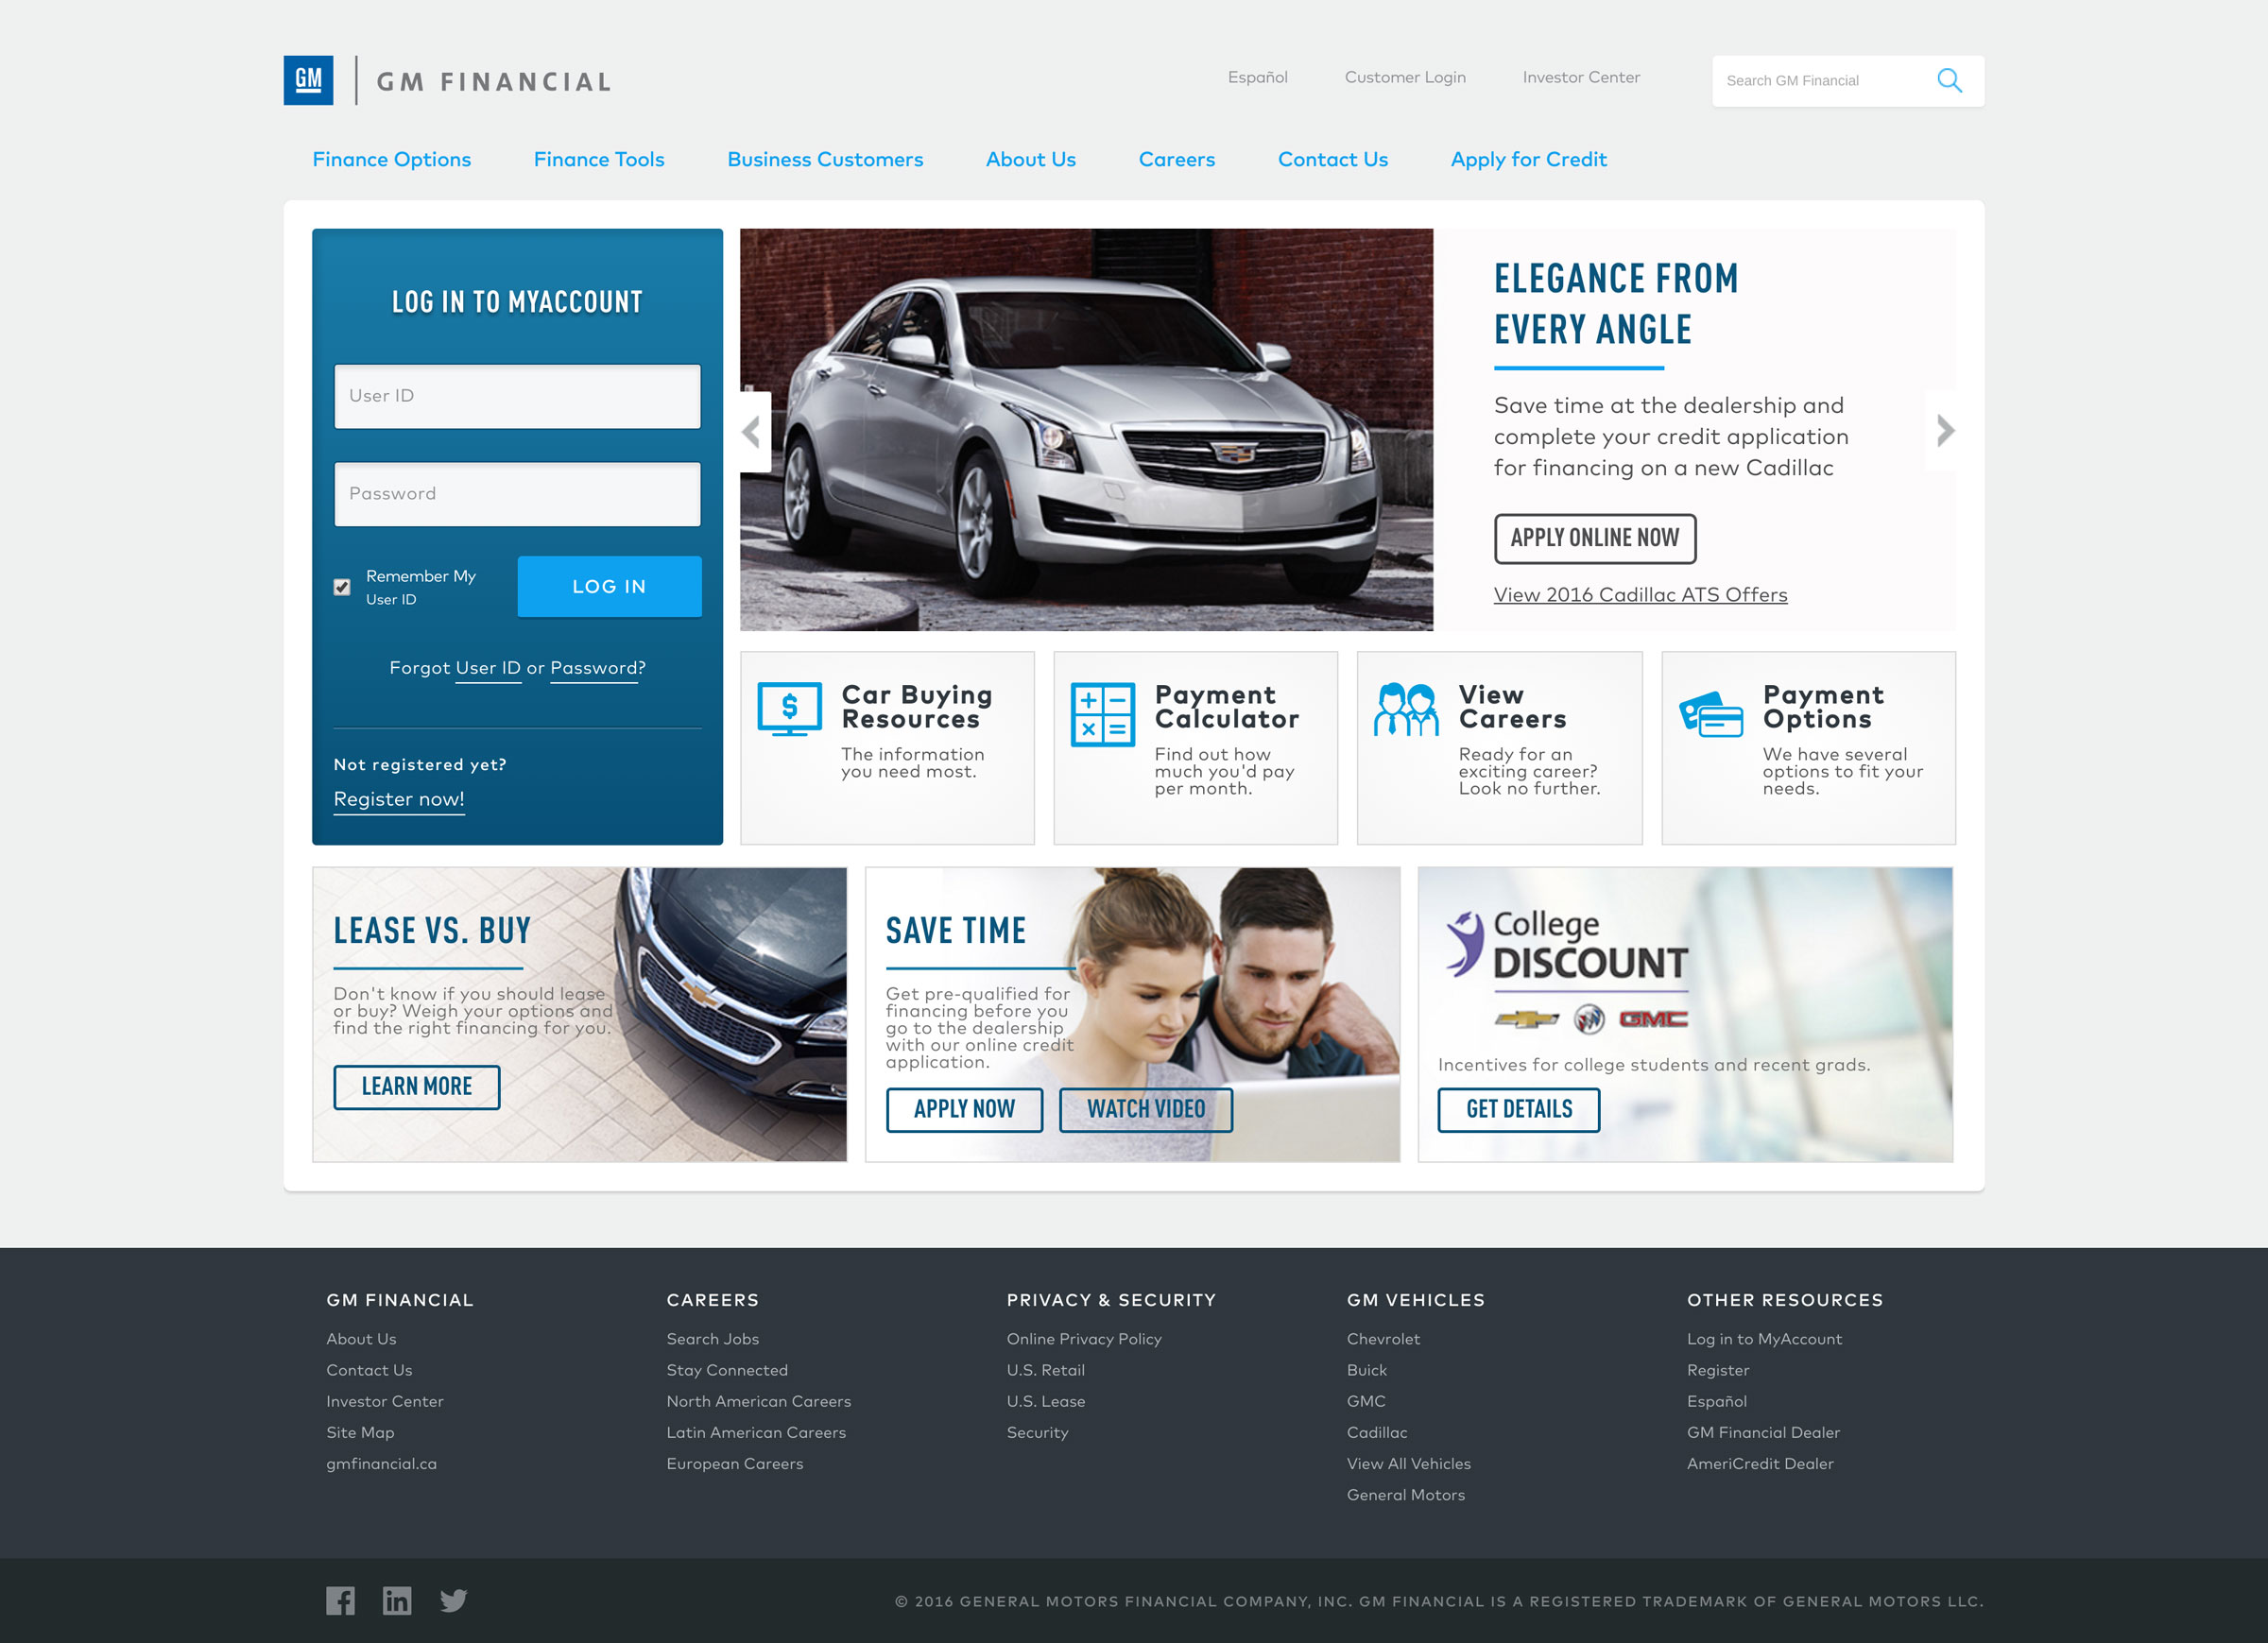 GM
GM FINANCIAL
Español
Customer Login
Investor Center
Search GM Financial
Finance Options
Finance Tools
Business Customers
About Us
Careers
Contact Us
Apply for Credit
LOG IN TO MYACCOUNT
User ID
Password
Remember My
User ID
LOG IN
Forgot User ID or Password?
Not registered yet?
Register now!
ELEGANCE FROM
EVERY ANGLE
Save time at the dealership and
complete your credit application
for financing on a new Cadillac
APPLY ONLINE NOW
View 2016 Cadillac ATS Offers
$
Car Buying
Resources
The information
you need most.
Payment
Calculator
Find out how
much you'd pay
per month.
View
Careers
Ready for an
exciting career?
Look no further.
Payment
Options
We have several
options to fit your
needs.
LEASE VS. BUY
Don't know if you should lease
or buy? Weigh your options and
find the right financing for you.
LEARN MORE
SAVE TIME
Get pre-qualified for
financing before you
go to the dealership
with our online credit
application.
APPLY NOW
WATCH VIDEO
College
DISCOUNT
GMC
Incentives for college students and recent grads.
GET DETAILS
GM FINANCIAL
About Us
Contact Us
Investor Center
Site Map
gmfinancial.ca
CAREERS
Search Jobs
Stay Connected
North American Careers
Latin American Careers
European Careers
PRIVACY & SECURITY
Online Privacy Policy
U.S. Retail
U.S. Lease
Security
GM VEHICLES
Chevrolet
Buick
GMC
Cadillac
View All Vehicles
General Motors
OTHER RESOURCES
Log in to MyAccount
Register
Español
GM Financial Dealer
AmeriCredit Dealer
© 2016 GENERAL MOTORS FINANCIAL COMPANY, INC. GM FINANCIAL IS A REGISTERED TRADEMARK OF GENERAL MOTORS LLC.